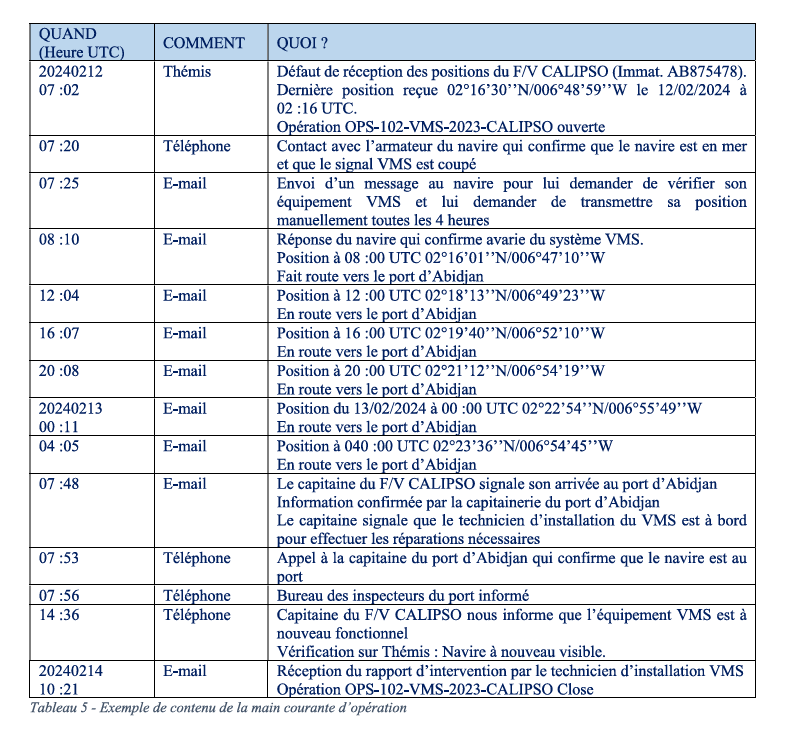 QUAND
(Heure UTC)
COMMENT
QUOI ?
20240212
07 :02
Thémis
Défaut de réception des positions du F/V CALIPSO (Immat. AB875478).
Dernière position reçue 02°16’30’’N/006°48’59’’W le 12/02/2024 à
02 :16 UTC.
Opération OPS-102-VMS-2023-CALIPSO ouverte
07 :20
Téléphone
Contact avec l’armateur du navire qui confirme que le navire est en mer
et que le signal VMS est coupé
07 :25
E-mail
Envoi d’un message au navire pour lui demander de vérifier son
équipement VMS et lui demander de transmettre sa position
manuellement toutes les 4 heures
08 :10
E-mail
Réponse du navire qui confirme avarie du système VMS.
Position à 08 :00 UTC 02°16’01’’N/006°47’10’’W
Fait route vers le port d’Abidjan
12 :04
E-mail
Position à 12 :00 UTC 02°18’13’’N/006°49’23’’W
En route vers le port d’Abidjan
16 :07
E-mail
Position à 16 :00 UTC 02°19’40’’N/006°52’10’’W
En route vers le port d’Abidjan
20 :08
E-mail
Position à 20 :00 UTC 02°21’12’’N/006°54’19’’W
En route vers le port d’Abidjan
20240213
00 :11
E-mail
Position du 13/02/2024 à 00 :00 UTC 02°22’54’’N/006°55’49’’W
En route vers le port d’Abidjan
04 :05
E-mail
Position à 040 :00 UTC 02°23’36’’N/006°54’45’’W
En route vers le port d’Abidjan
07 :48
E-mail
Le capitaine du F/V CALIPSO signale son arrivée au port d’Abidjan
Information confirmée par la capitainerie du port d’Abidjan
Le capitaine signale que le technicien d’installation du VMS est à bord
pour effectuer les réparations nécessaires
07 :53
Téléphone
Appel à la capitaine du port d’Abidjan qui confirme que le navire est au
port
07 :56
Téléphone
Bureau des inspecteurs du port informé
14 :36
Téléphone
Capitaine du F/V CALIPSO nous informe que l’équipement VMS est à
nouveau fonctionnel
Vérification sur Thémis : Navire à nouveau visible.
20240214
10 :21
E-mail
Réception du rapport d’intervention par le technicien d’installation VMS
Opération OPS-102-VMS-2023-CALIPSO Close
Tableau 5 - Exemple de contenu de la main courante d’opération